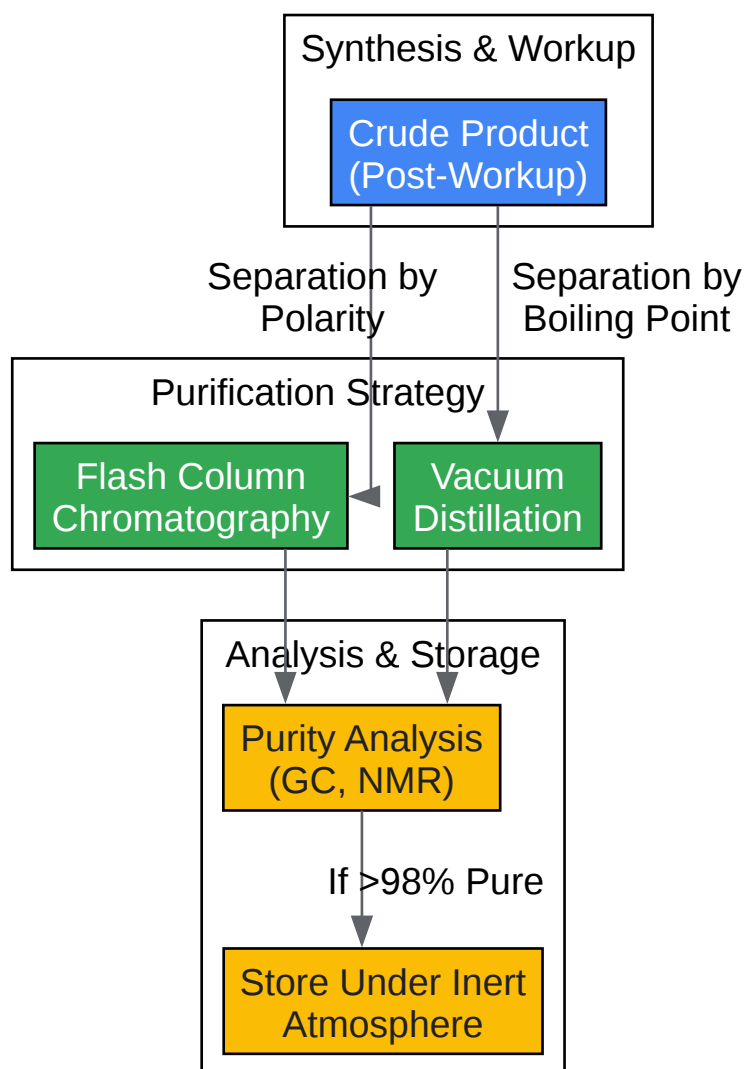 Synthesis & Workup
Crude Product
(Post-Workup)
Separation by
Polarity
Separation by
Boiling Point
Purification Strategy
Flash Column
Chromatography
Vacuum
Distillation
Analysis & Storage
Purity Analysis
(GC, NMR)
If >98% Pure
Store Under Inert
Atmosphere